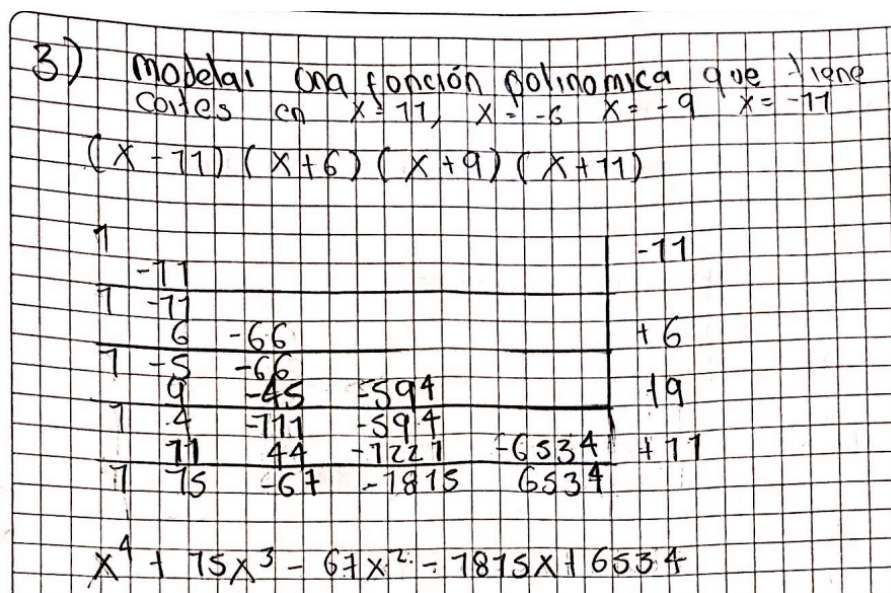 3) modelar una función polinomica que tiene
cortes en x=11, x=-6 x=-9 x=-11
(x-11)(x+6)(x+9)(x+11)
1 -11
-11
1 -11
6 -66 +6
1 -5 -66
9 -45 -594 +9
1 4 -111 -594
11 44 -1221 -6534 +11
1 15 -67 -1815 6534
x⁴ + 15x³ - 67x² - 1815x + 6534